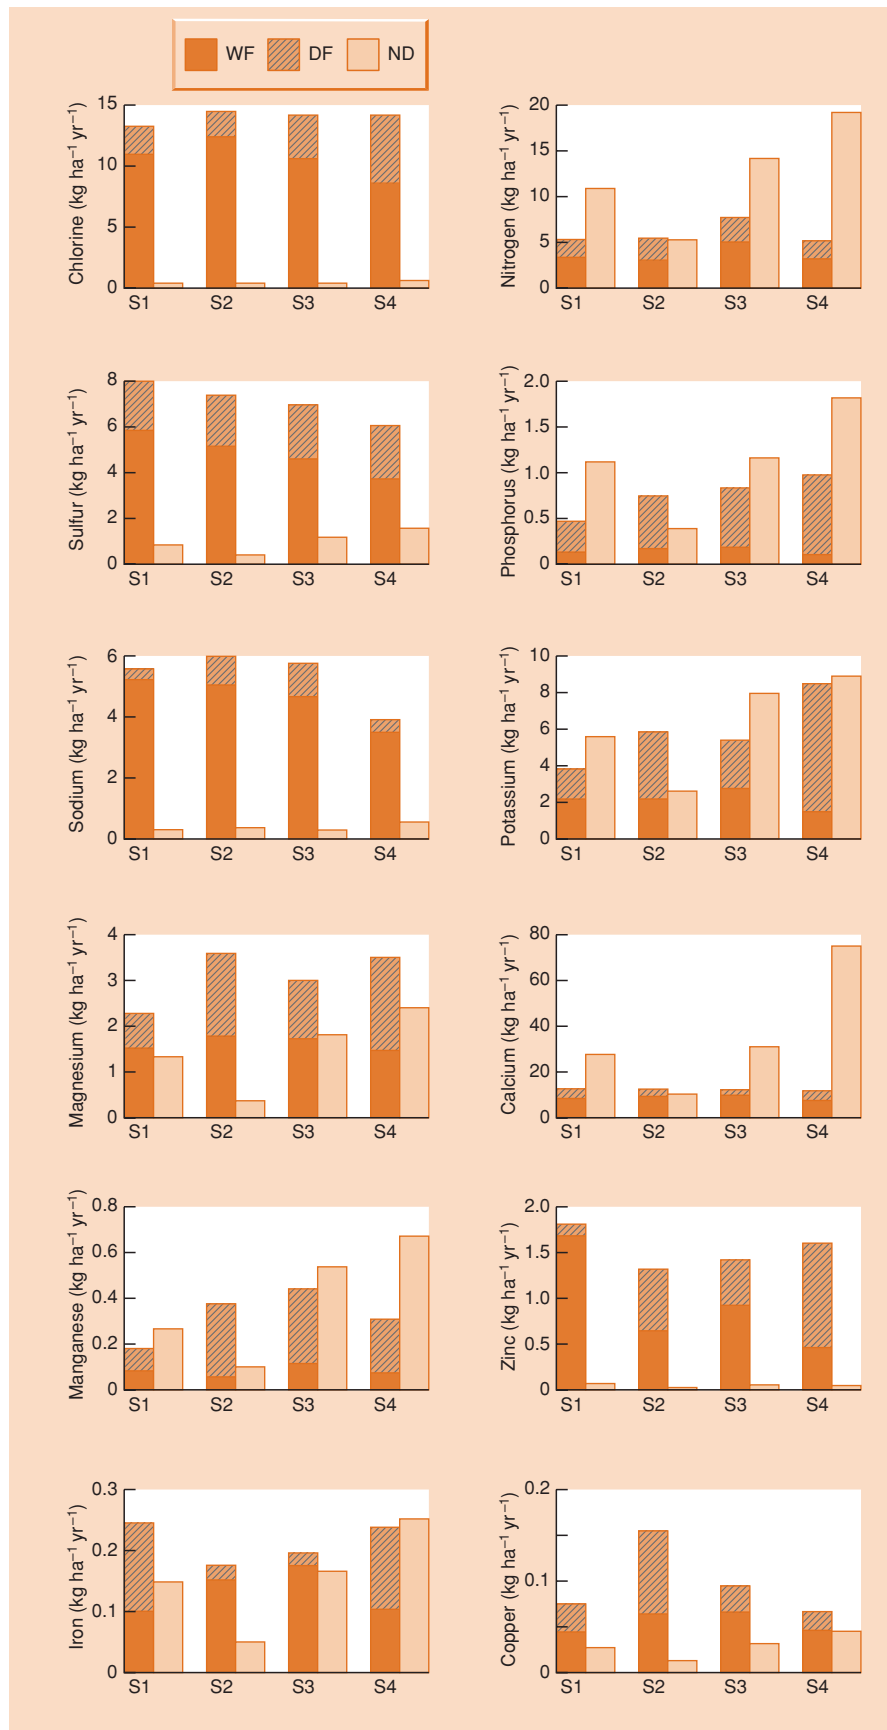 WF DF ND
Chlorine (kg ha⁻¹ yr⁻¹)
15
10
5
0
S1 S2 S3 S4
Nitrogen (kg ha⁻¹ yr⁻¹)
20
15
10
5
0
S1 S2 S3 S4
Sulfur (kg ha⁻¹ yr⁻¹)
8
6
4
2
0
S1 S2 S3 S4
Phosphorus (kg ha⁻¹ yr⁻¹)
2.0
1.5
1.0
0.5
0
S1 S2 S3 S4
Sodium (kg ha⁻¹ yr⁻¹)
6
4
2
0
S1 S2 S3 S4
Potassium (kg ha⁻¹ yr⁻¹)
10
8
6
4
2
0
S1 S2 S3 S4
Magnesium (kg ha⁻¹ yr⁻¹)
4
3
2
1
0
S1 S2 S3 S4
Calcium (kg ha⁻¹ yr⁻¹)
80
60
40
20
0
S1 S2 S3 S4
Manganese (kg ha⁻¹ yr⁻¹)
0.8
0.6
0.4
0.2
0
S1 S2 S3 S4
Zinc (kg ha⁻¹ yr⁻¹)
2.0
1.5
1.0
0.5
0
S1 S2 S3 S4
Iron (kg ha⁻¹ yr⁻¹)
0.3
0.2
0.1
0
S1 S2 S3 S4
Copper (kg ha⁻¹ yr⁻¹)
0.2
0.1
0
S1 S2 S3 S4